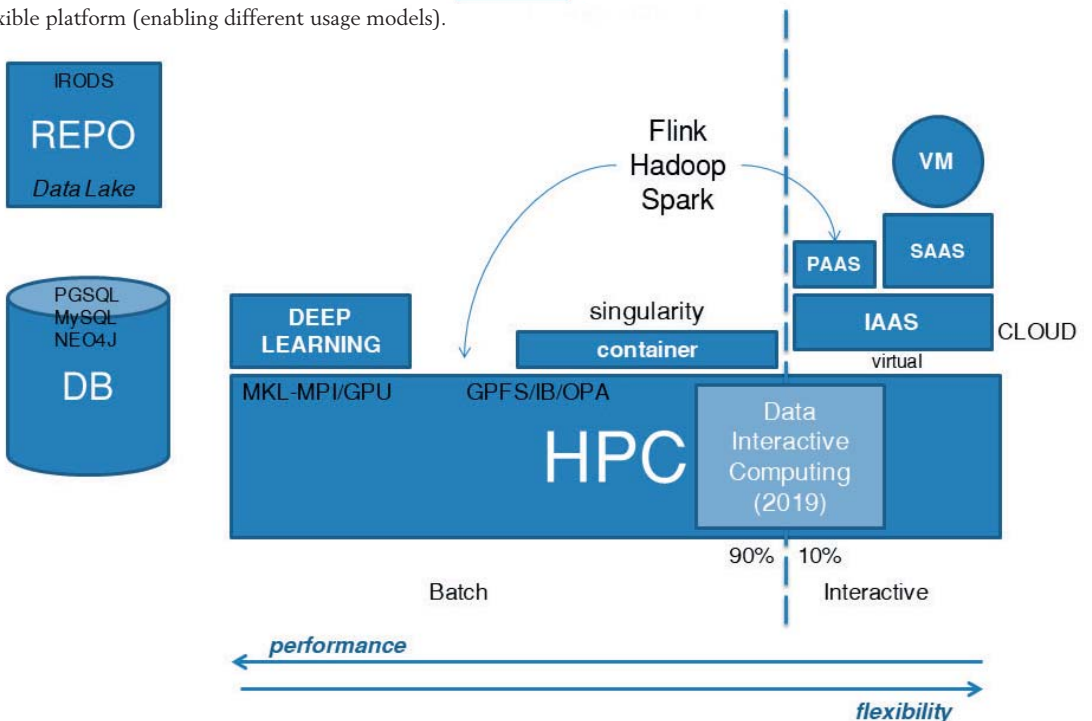 xible platform (enabling different usage models).
IRODS
REPO
Data Lake
PGSQL
MySQL
NEO4J
DB
Flink
Hadoop
Spark
VM
PAAS
SAAS
IAAS
CLOUD
virtual
DEEP
LEARNING
singularity
container
MKL-MPI/GPU
GPFS/IB/OPA
HPC
Data
Interactive
Computing
(2019)
90%
10%
Batch
Interactive
performance
flexibility